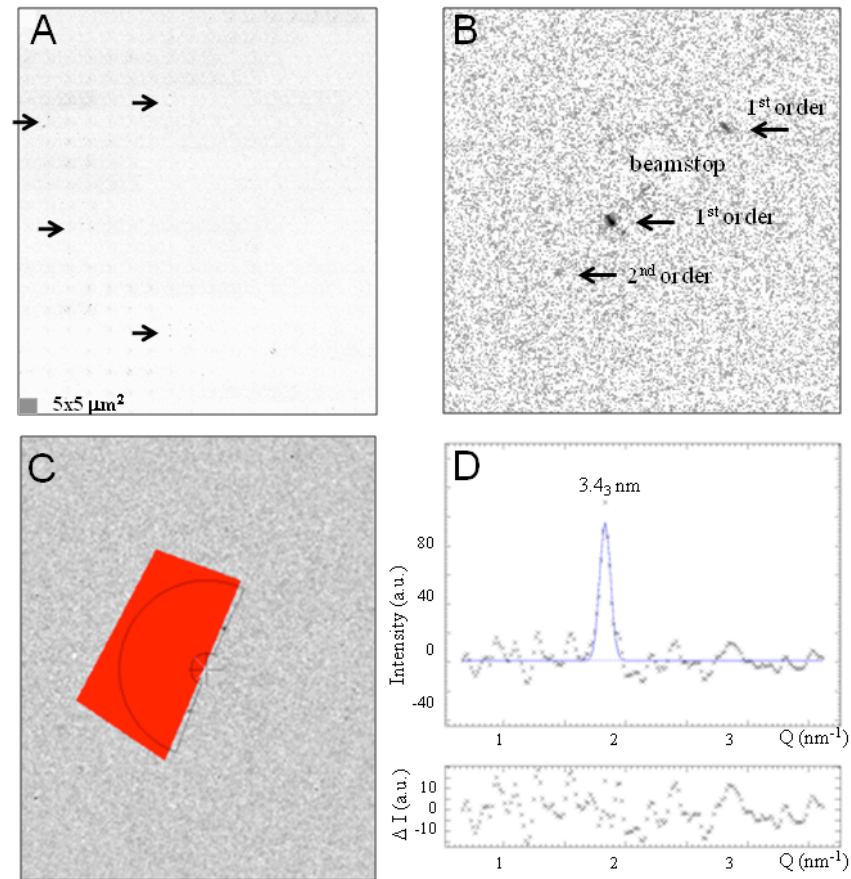 A
5x5 μm²
B
1st order
beamstop
1st order
2nd order
C
D
3.4₃ nm
Intensity (a.u.)
80
40
0
-40
1 2 3 Q (nm⁻¹)
Δ I (a.u.)
10
0
-10
1 2 3 Q (nm⁻¹)